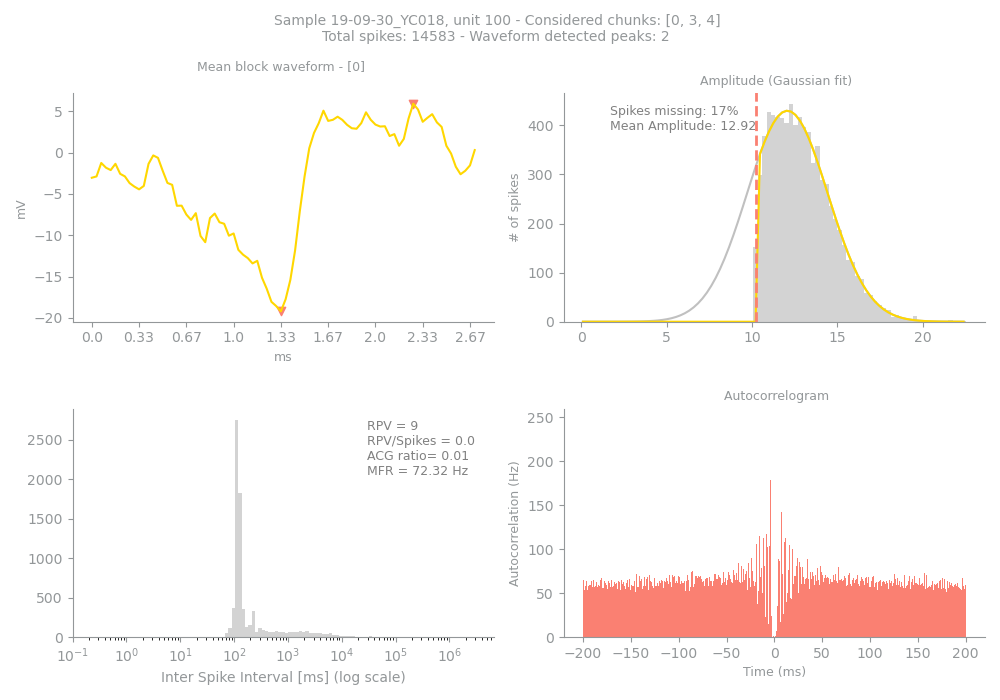 Sample 19-09-30_YC018, unit 100 - Considered chunks: [0, 3, 4]
Total spikes: 14583 - Waveform detected peaks: 2
Mean block waveform - [0]
5
0
−5
−10
−15
−20
mV
0.0 0.33 0.67 1.0 1.33 1.67 2.0 2.33 2.67
ms
Amplitude (Gaussian fit)
Spikes missing: 17%
Mean Amplitude: 12.92
400
300
200
100
0
# of spikes
0 5 10 15 20
RPV = 9
RPV/Spikes = 0.0
ACG ratio= 0.01
MFR = 72.32 Hz
2500
2000
1500
1000
500
0
10⁻¹ 10⁰ 10¹ 10² 10³ 10⁴ 10⁵ 10⁶
Inter Spike Interval [ms] (log scale)
Autocorrelogram
250
200
150
100
50
0
Autocorrelation (Hz)
−200 −150 −100 −50 0 50 100 150 200
Time (ms)